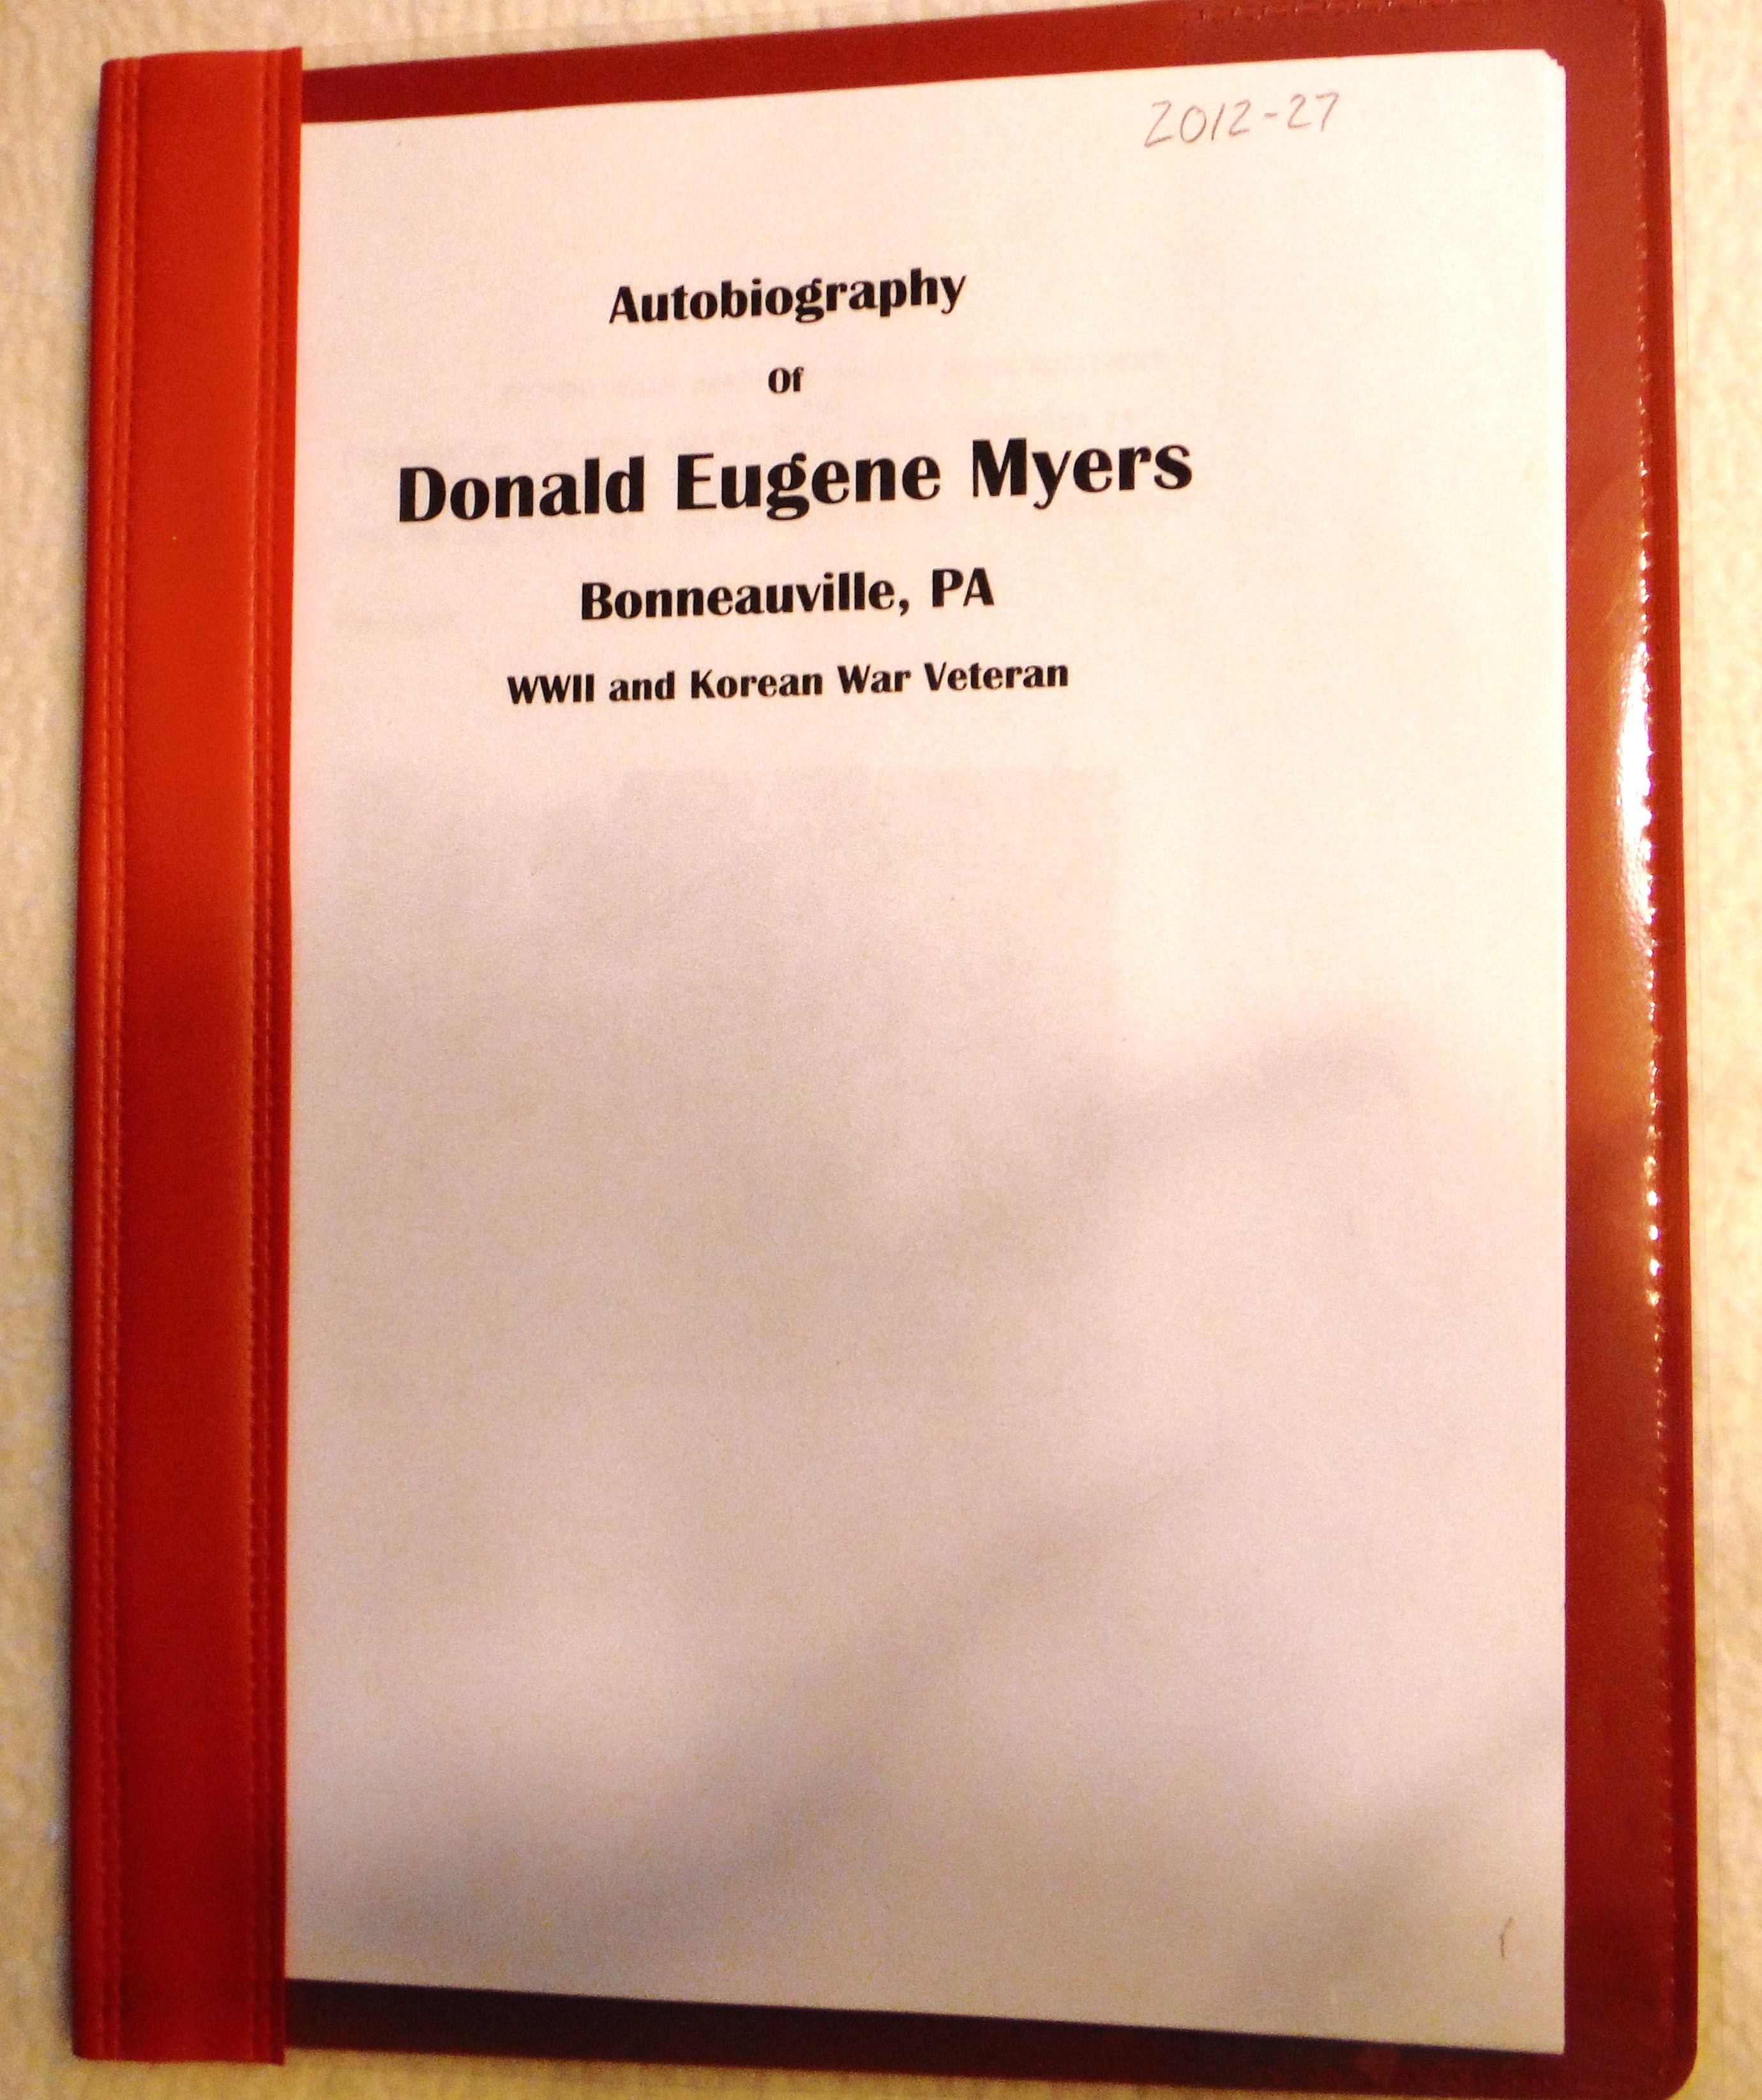 2012-27
Autobiography
Of
Donald Eugene Myers
Bonneauville, PA
WWII and Korean War Veteran